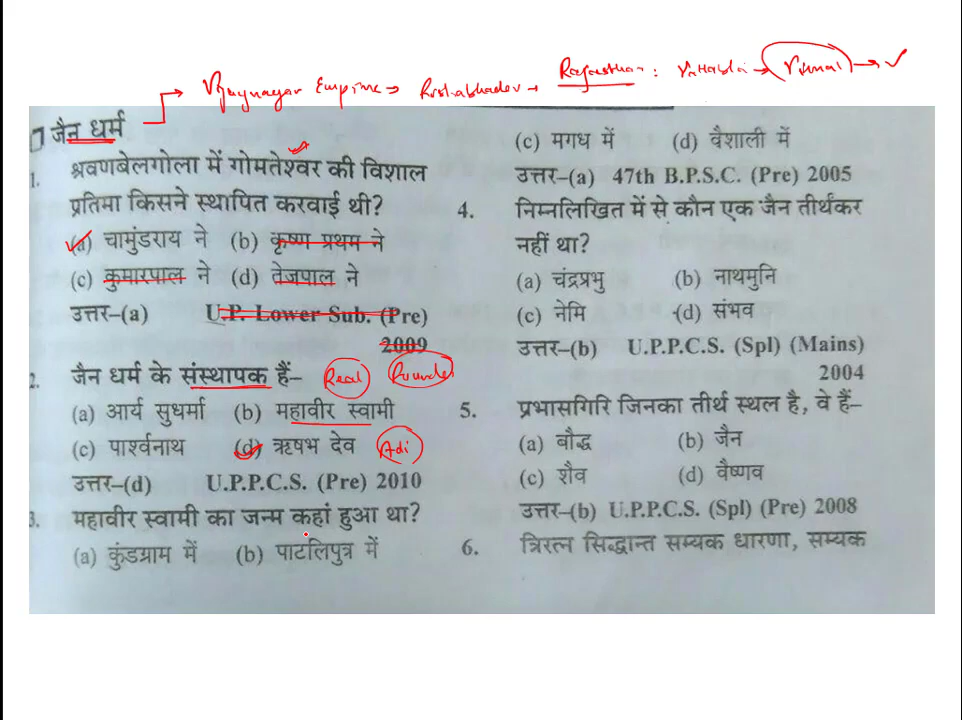 Rajasthan :
Empire → Rishabhadev →
Vimal → ✓
जैन धर्म
1. श्रवणबेलगोला में गोमतेश्वर की विशाल
प्रतिमा किसने स्थापित करवाई थी?
(a) चामुंडराय ने (b) कृष्ण प्रथम ने
(c) कुमारपाल ने (d) तेजपाल ने
उत्तर–(a) U.P. Lower Sub. (Pre)
2009
2. जैन धर्म के संस्थापक हैं– Real Founder
(a) आर्य सुधर्मा (b) महावीर स्वामी
(c) पार्श्वनाथ (d) ऋषभ देव Adi
उत्तर–(d) U.P.P.C.S. (Pre) 2010
3. महावीर स्वामी का जन्म कहां हुआ था?
(a) कुंडग्राम में (b) पाटलिपुत्र में
(c) मगध में (d) वैशाली में
उत्तर–(a) 47th B.P.S.C. (Pre) 2005
4. निम्नलिखित में से कौन एक जैन तीर्थंकर
नहीं था?
(a) चंद्रप्रभु (b) नाथमुनि
(c) नेमि (d) संभव
उत्तर–(b) U.P.P.C.S. (Spl) (Mains)
2004
5. प्रभासगिरि जिनका तीर्थ स्थल है, वे हैं–
(a) बौद्ध (b) जैन
(c) शैव (d) वैष्णव
उत्तर–(b) U.P.P.C.S. (Spl) (Pre) 2008
6. त्रिरत्न सिद्धान्त सम्यक धारणा, सम्यक